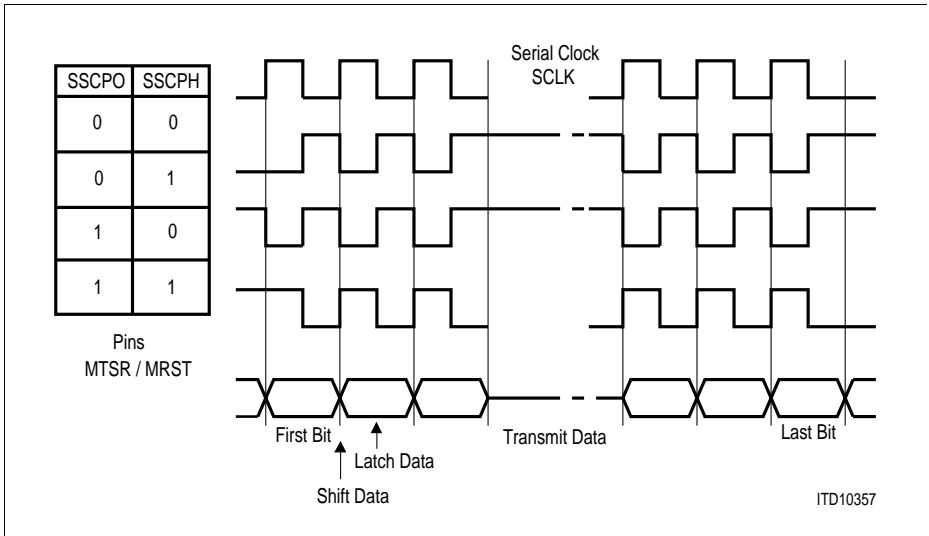 Serial Clock
SCLK
SSCPO SSCPH
0 0
0 1
1 0
1 1
Pins
MTSR / MRST
First Bit
Transmit Data
Last Bit
Latch Data
Shift Data
ITD10357